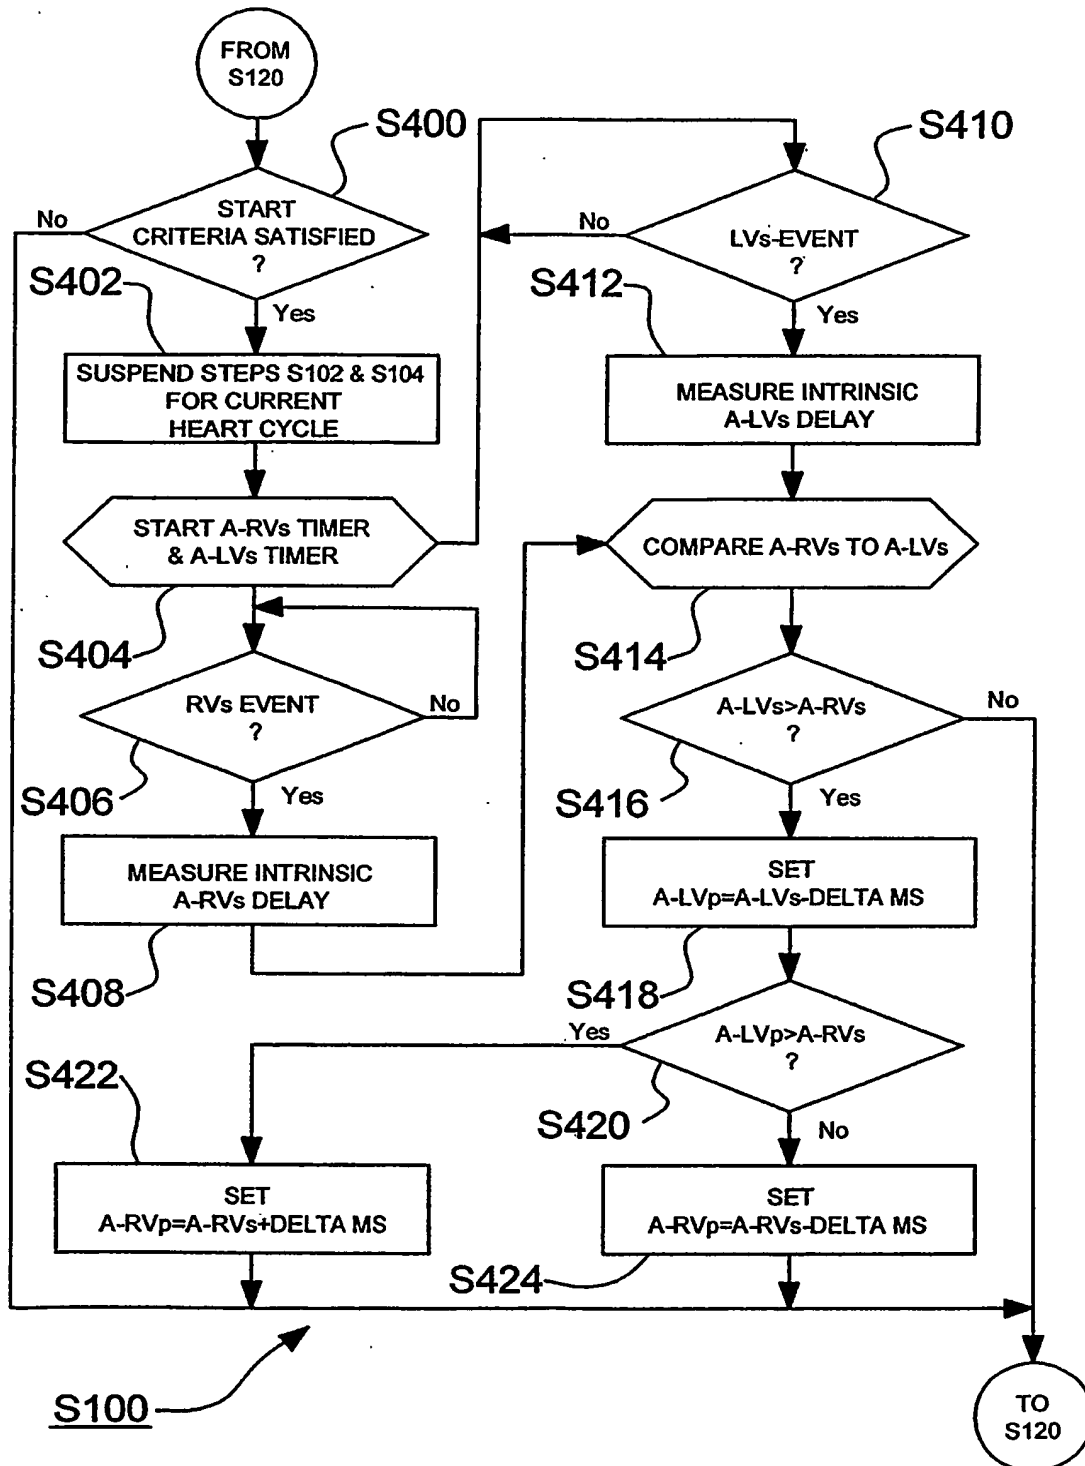 FROM
S120
S400
START
CRITERIA SATISFIED
?
No
Yes
S402
SUSPEND STEPS S102 & S104
FOR CURRENT
HEART CYCLE
START A-RVs TIMER
& A-LVs TIMER
S404
RVs EVENT
?
No
Yes
S406
MEASURE INTRINSIC
A-RVs DELAY
S408
S410
LVs-EVENT
?
No
Yes
S412
MEASURE INTRINSIC
A-LVs DELAY
COMPARE A-RVs TO A-LVs
S414
A-LVs>A-RVs
?
No
Yes
S416
SET
A-LVp=A-LVs-DELTA MS
S418
A-LVp>A-RVs
?
Yes
No
S420
S422
SET
A-RVp=A-RVs+DELTA MS
SET
A-RVp=A-RVs-DELTA MS
S424
S100
TO
S120